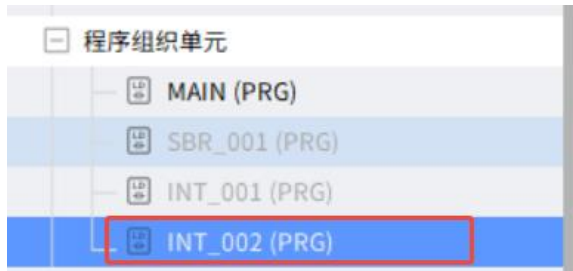 程序组织单元
MAIN (PRG)
SBR_001 (PRG)
INT_001 (PRG)
INT_002 (PRG)